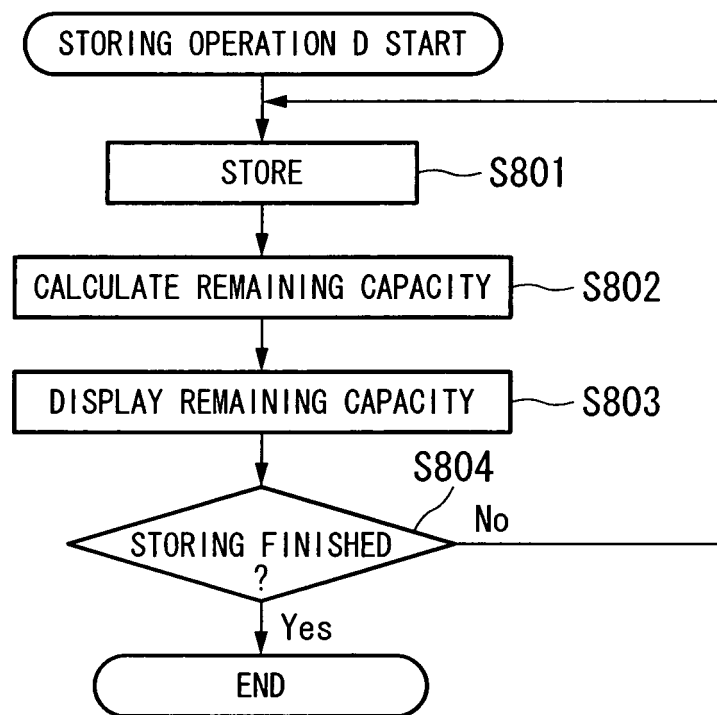 STORING OPERATION D START
STORE
S801
CALCULATE REMAINING CAPACITY
S802
DISPLAY REMAINING CAPACITY
S803
S804
STORING FINISHED
?
No
Yes
END